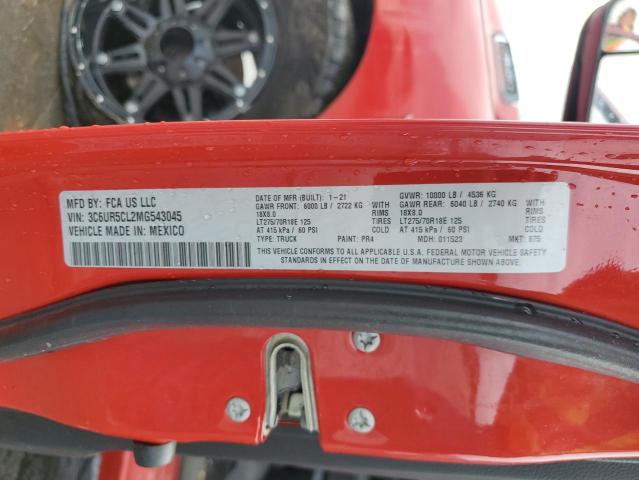 MFD BY: FCA US LLC
VIN: 3C6UR5CL2MG543045
VEHICLE MADE IN: MEXICO
DATE OF MFR (BUILT): 1-21
GAWR FRONT: 6000 LB / 2722 KG WITH
18X8.0 TIRES
LT275/70R18E 125 RIMS
AT 415 kPa / 60 PSI COLD
TYPE: TRUCK PAINT: PR4
GVWR: 10000 LB / 4536 KG
GAWR REAR: 6040 LB / 2740 KG WITH
18X8.0 RIMS
LT275/70R18E 125 TIRES
AT 415 kPa / 60 PSI COLD
MDH: 011523 MKT: 675
THIS VEHICLE CONFORMS TO ALL APPLICABLE U.S.A. FEDERAL MOTOR VEHICLE SAFETY
STANDARDS IN EFFECT ON THE DATE OF MANUFACTURE SHOWN ABOVE.